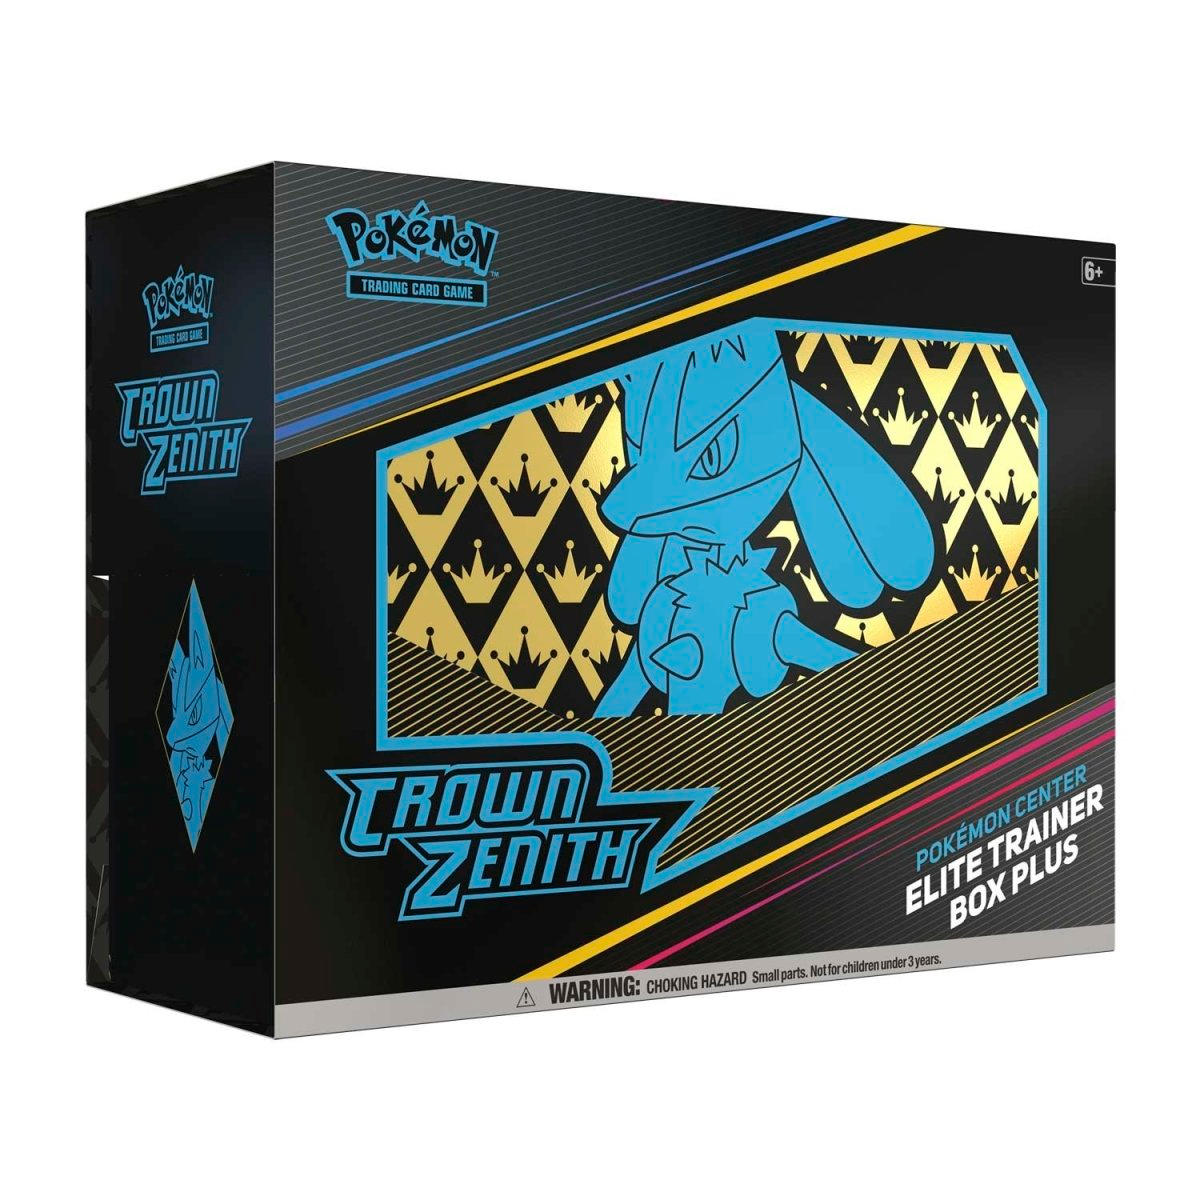 Pokémon
TRADING CARD GAME
CROWN
ZENITH
Pokémon™
TRADING CARD GAME
6+
CROWN
ZENITH
POKÉMON CENTER
ELITE TRAINER
BOX PLUS
WARNING: CHOKING HAZARD Small parts. Not for children under 3 years.